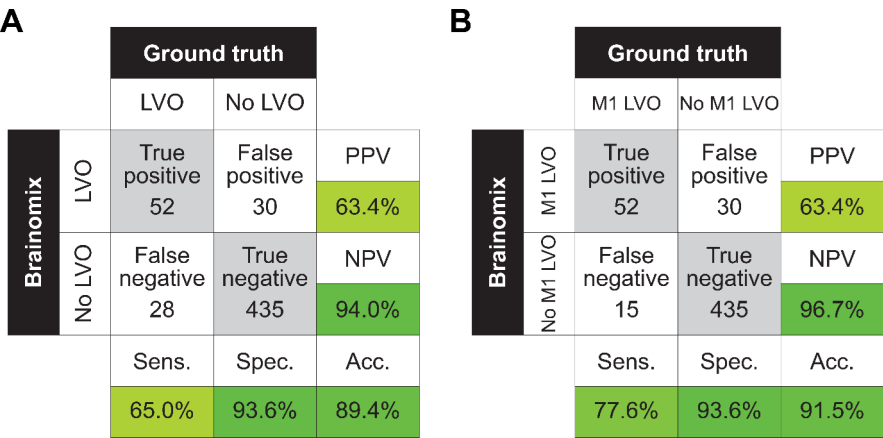 A
Ground truth
LVO No LVO
Brainomix
LVO
True positive 52
False positive 30
PPV
63.4%
No LVO
False negative 28
True negative 435
NPV
94.0%
Sens. Spec. Acc.
65.0% 93.6% 89.4%
B
Ground truth
M1 LVO No M1 LVO
Brainomix
M1 LVO
True positive 52
False positive 30
PPV
63.4%
No M1 LVO
False negative 15
True negative 435
NPV
96.7%
Sens. Spec. Acc.
77.6% 93.6% 91.5%